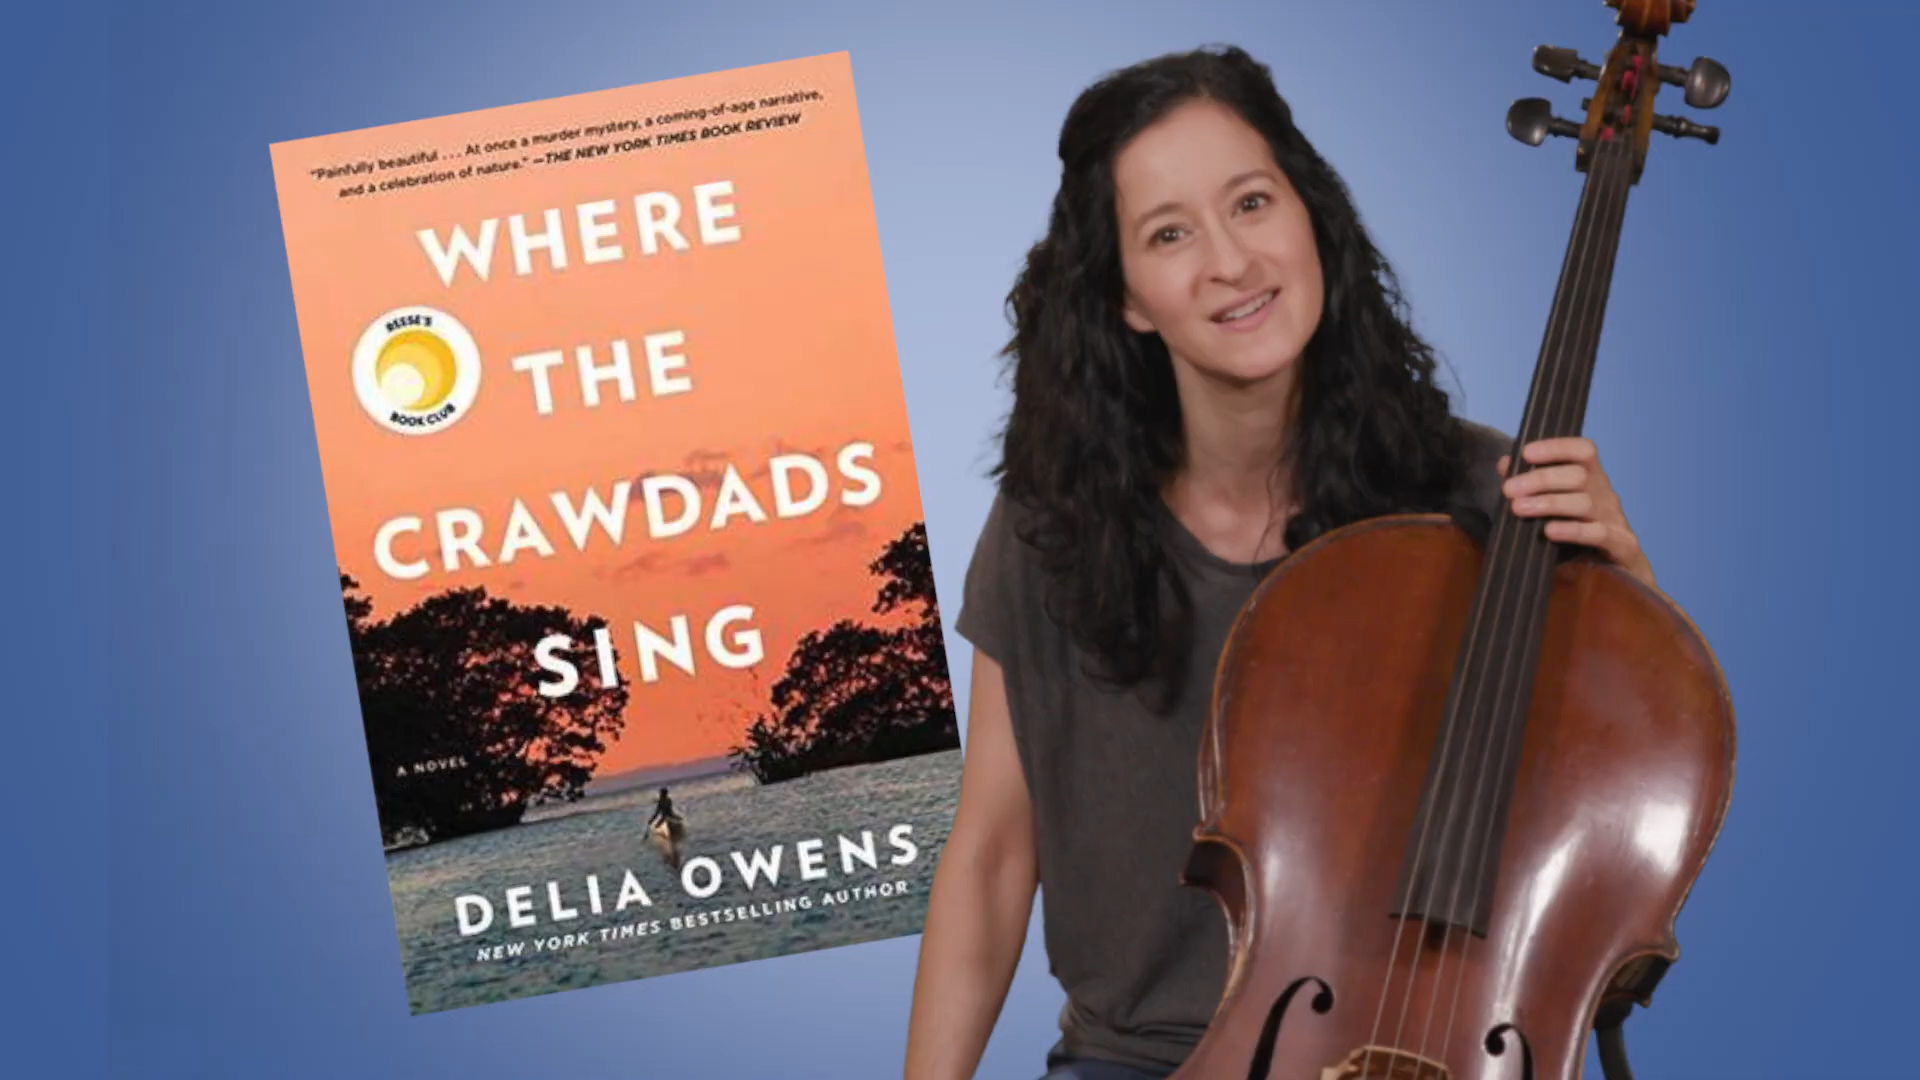 "Painfully beautiful . . . At once a murder mystery, a coming-of-age narrative,
and a celebration of nature." —THE NEW YORK TIMES BOOK REVIEW
WHERE
REESE'S
BOOK CLUB
THE
CRAWDADS
SING
A NOVEL
DELIA OWENS
NEW YORK TIMES BESTSELLING AUTHOR